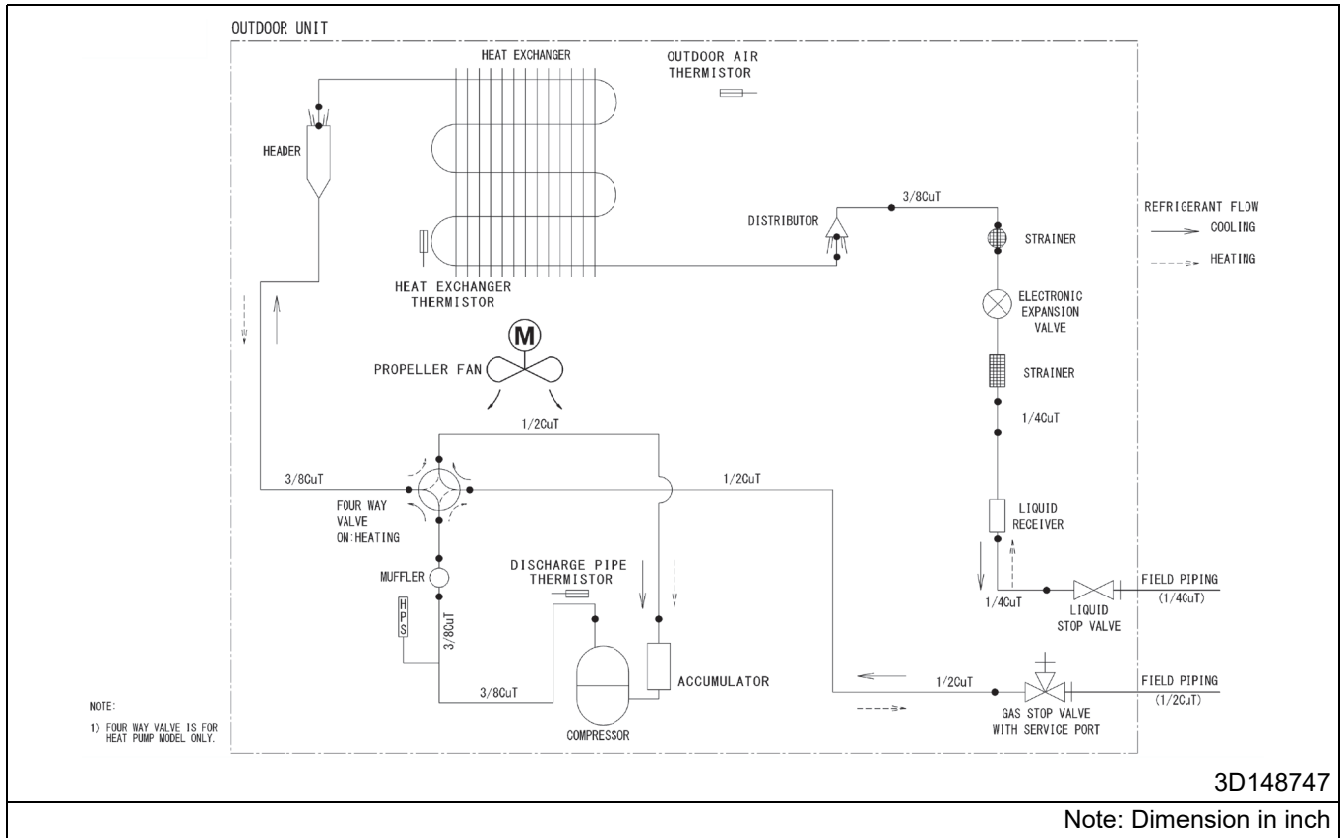 OUTDOOR UNIT
HEAT EXCHANGER
OUTDOOR AIR
THERMISTOR
HEADER
3/8CuT
DISTRIBUTOR
STRAINER
REFRIGERANT FLOW
COOLING
HEATING
HEAT EXCHANGER
THERMISTOR
ELECTRONIC
EXPANSION
VALVE
M
PROPELLER FAN
STRAINER
1/4CuT
1/2CuT
3/8CuT
1/2CuT
FOUR WAY
VALVE
ON:HEATING
LIQUID
RECEIVER
MUFFLER
DISCHARGE PIPE
THERMISTOR
HPS
3/8CuT
1/4CuT
LIQUID
STOP VALVE
FIELD PIPING
(1/4CuT)
3/8CuT
ACCUMULATOR
COMPRESSOR
1/2CuT
GAS STOP VALVE
WITH SERVICE PORT
FIELD PIPING
(1/2CuT)
NOTE:
1) FOUR WAY VALVE IS FOR
HEAT PUMP MODEL ONLY.
3D148747
Note: Dimension in inch